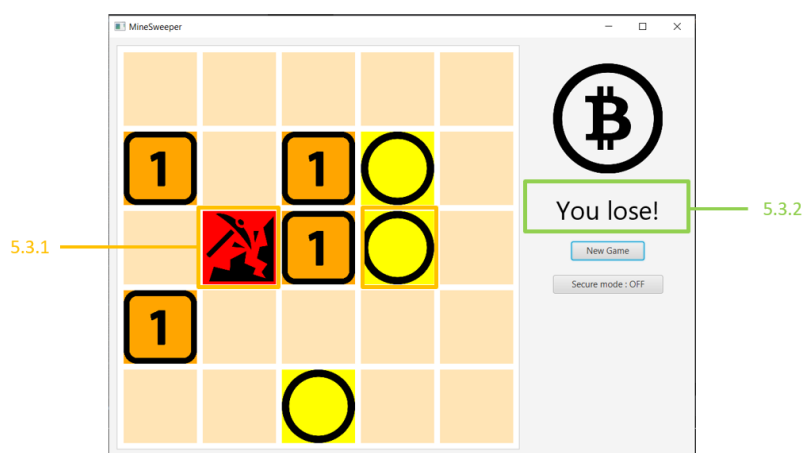 MineSweeper
1
1
You lose!
5.3.2
5.3.1
1
New Game
Secure mode : OFF
1